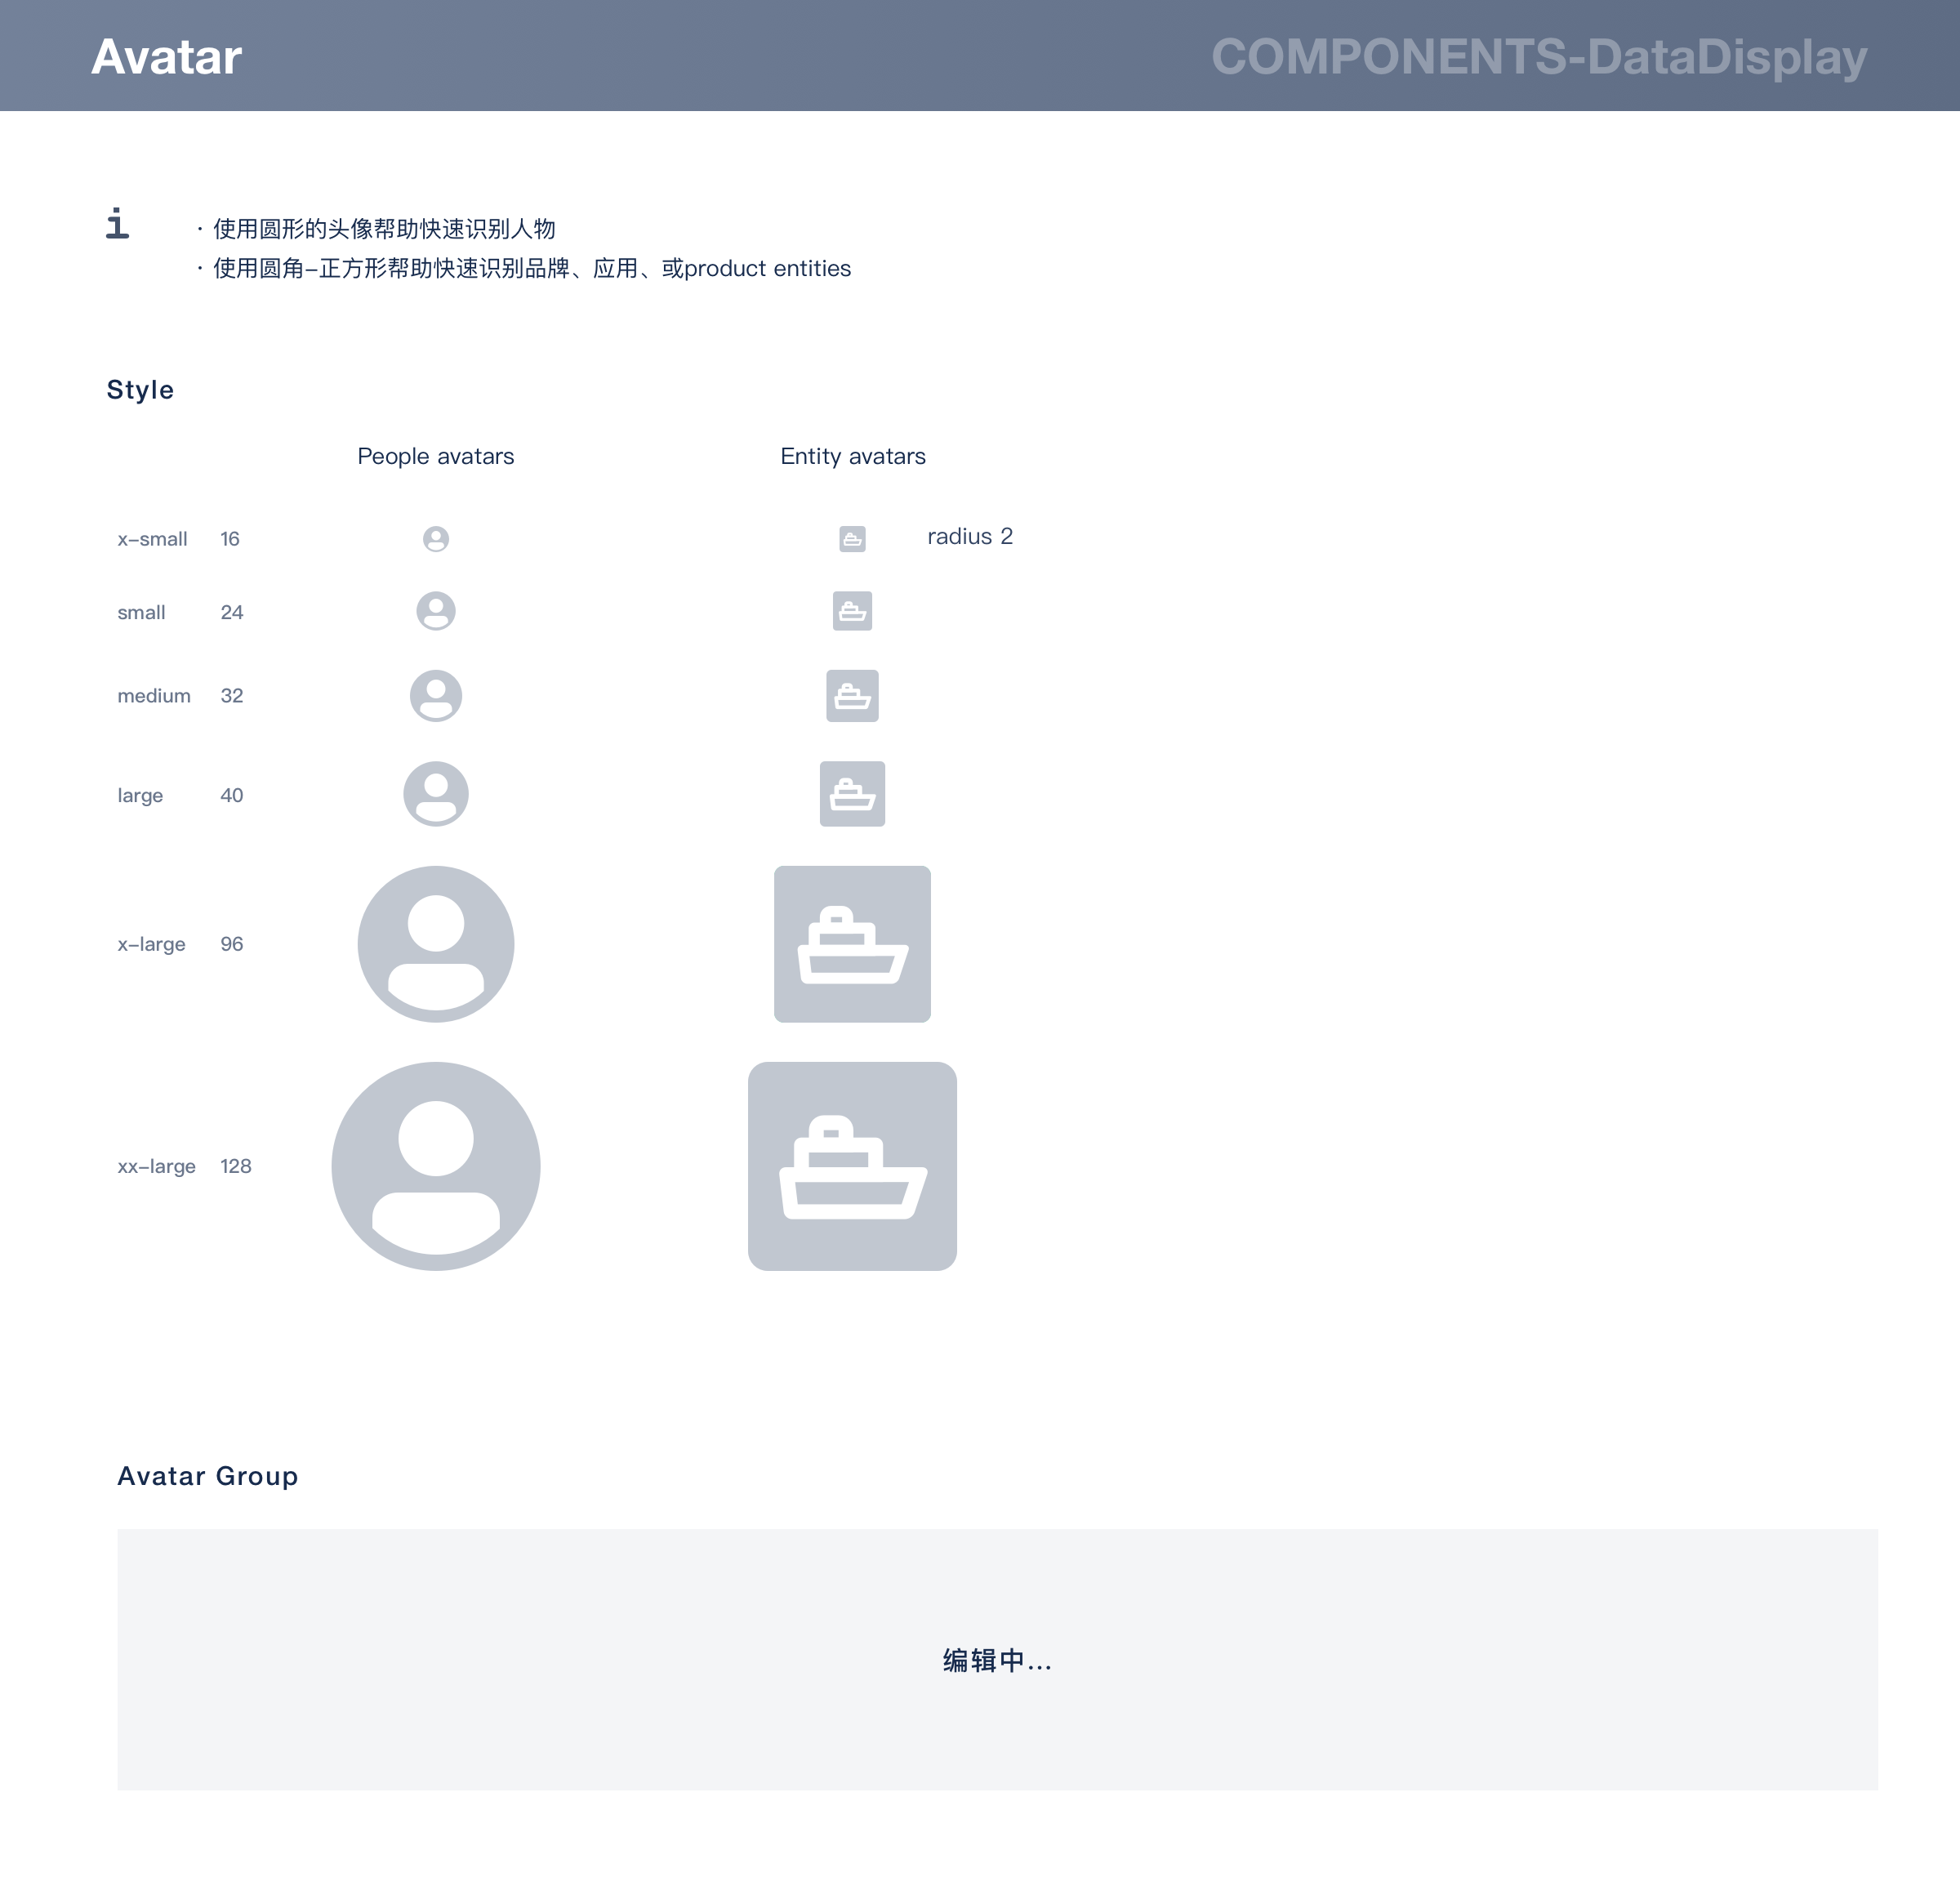 Avatar
COMPONENTS-DataDisplay
i
· 使用圆形的头像帮助快速识别人物
· 使用圆角–正方形帮助快速识别品牌、应用、或product entities
Style
People avatars
Entity avatars
x–small 16
radius 2
small 24
medium 32
large 40
x–large 96
xx–large 128
Avatar Group
编辑中...